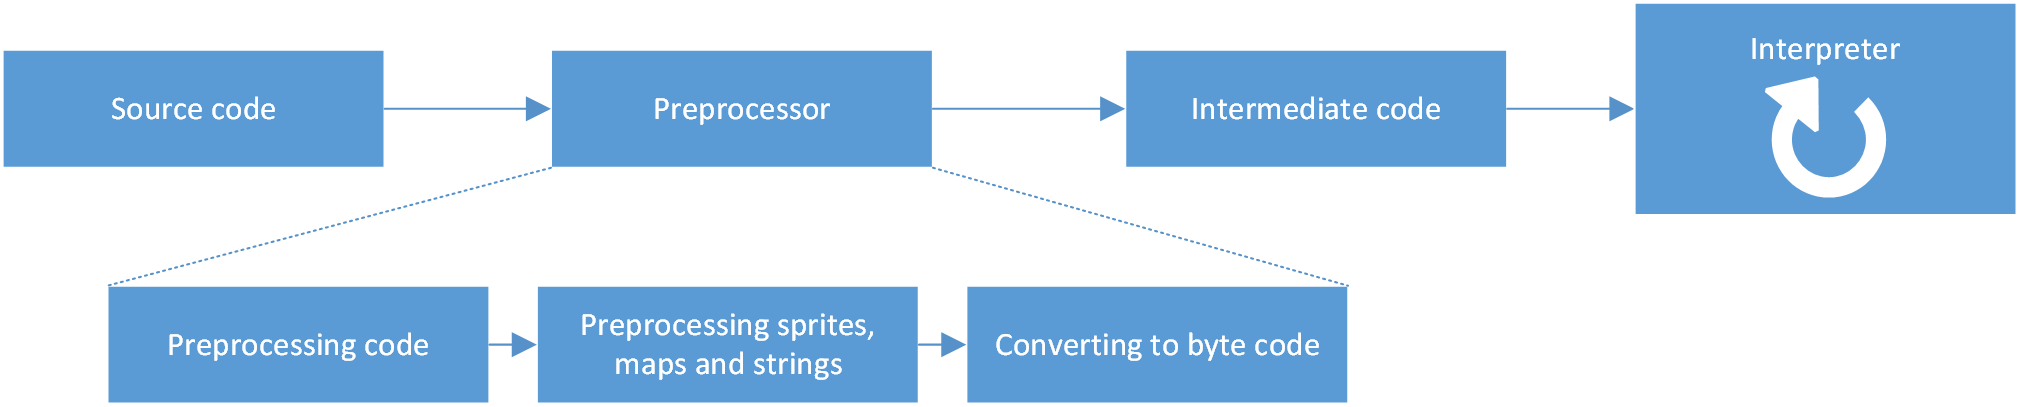 Source code
Preprocessor
Intermediate code
Interpreter
Preprocessing code
Preprocessing sprites,
maps and strings
Converting to byte code